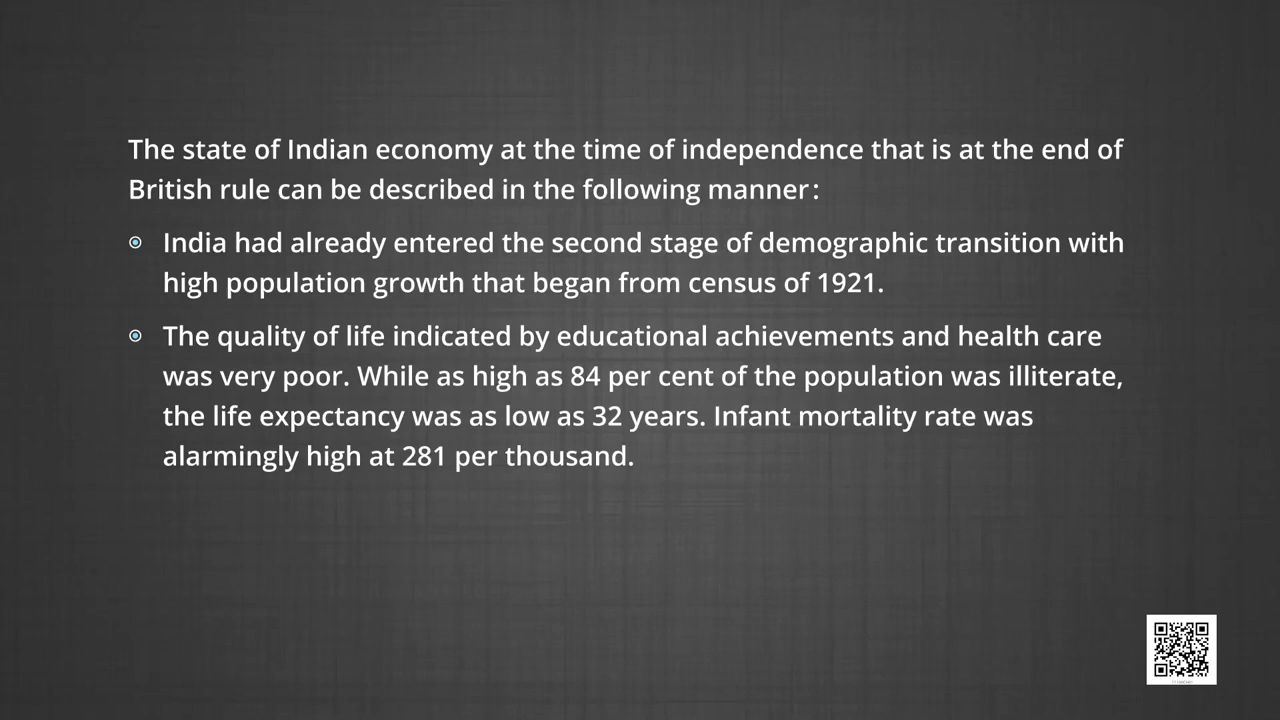 The state of Indian economy at the time of independence that is at the end of
British rule can be described in the following manner:
India had already entered the second stage of demographic transition with
high population growth that began from census of 1921.
The quality of life indicated by educational achievements and health care
was very poor. While as high as 84 per cent of the population was illiterate,
the life expectancy was as low as 32 years. Infant mortality rate was
alarmingly high at 281 per thousand.